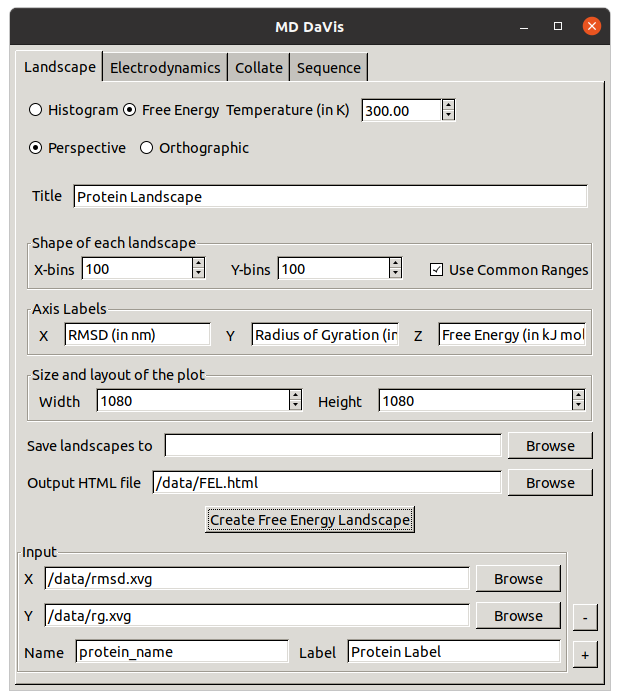 MD DaVis
Landscape Electrodynamics Collate Sequence
Histogram Free Energy Temperature (in K) 300.00
Perspective Orthographic
Title Protein Landscape
Shape of each landscape
X-bins 100 Y-bins 100 Use Common Ranges
Axis Labels
X RMSD (in nm) Y Radius of Gyration (in Z Free Energy (in kJ mol
Size and layout of the plot
Width 1080 Height 1080
Save landscapes to Browse
Output HTML file /data/FEL.html Browse
Create Free Energy Landscape
Input
X /data/rmsd.xvg Browse
Y /data/rg.xvg Browse -
Name protein_name Label Protein Label +